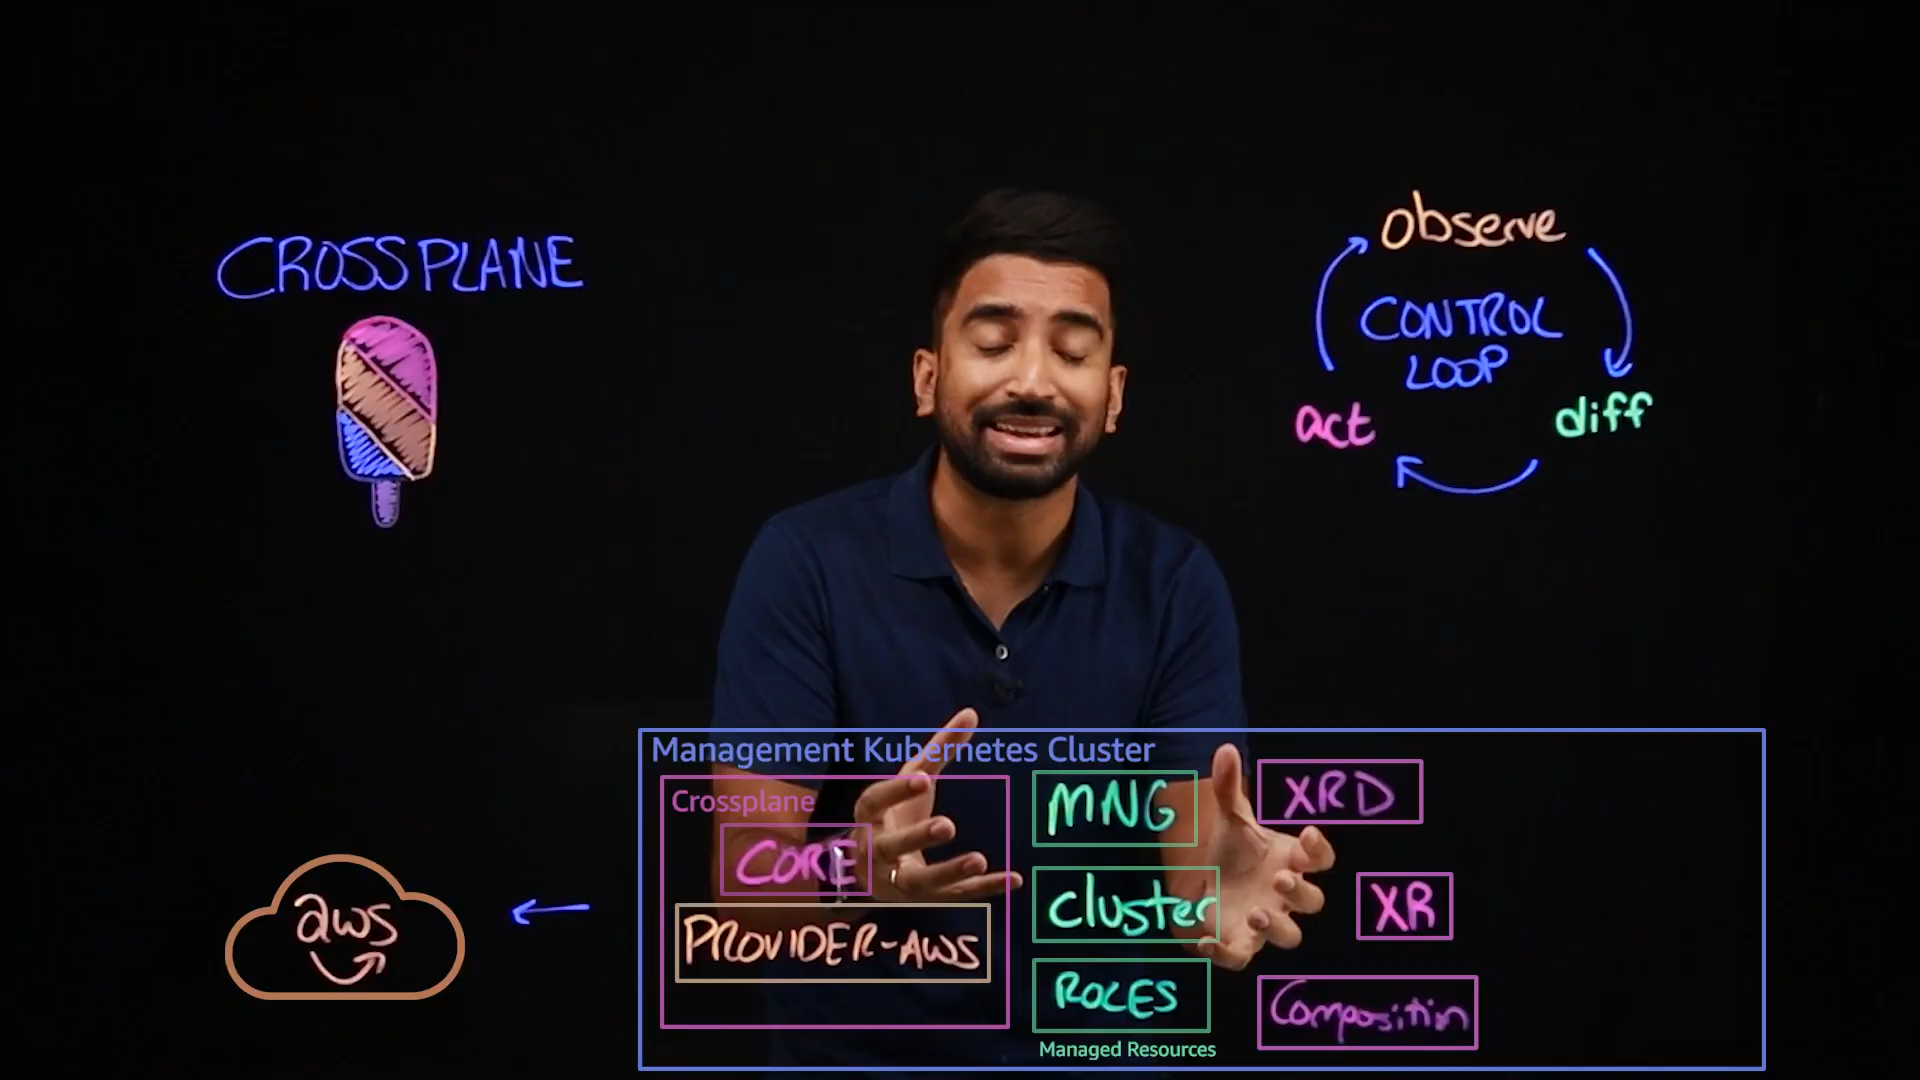 CROSSPLANE
observe
CONTROL
LOOP
act
diff
Management Kubernetes Cluster
Crossplane
CORE
PROVIDER-AWS
MNG
cluster
ROLES
Managed Resources
XRD
XR
Composition
aws